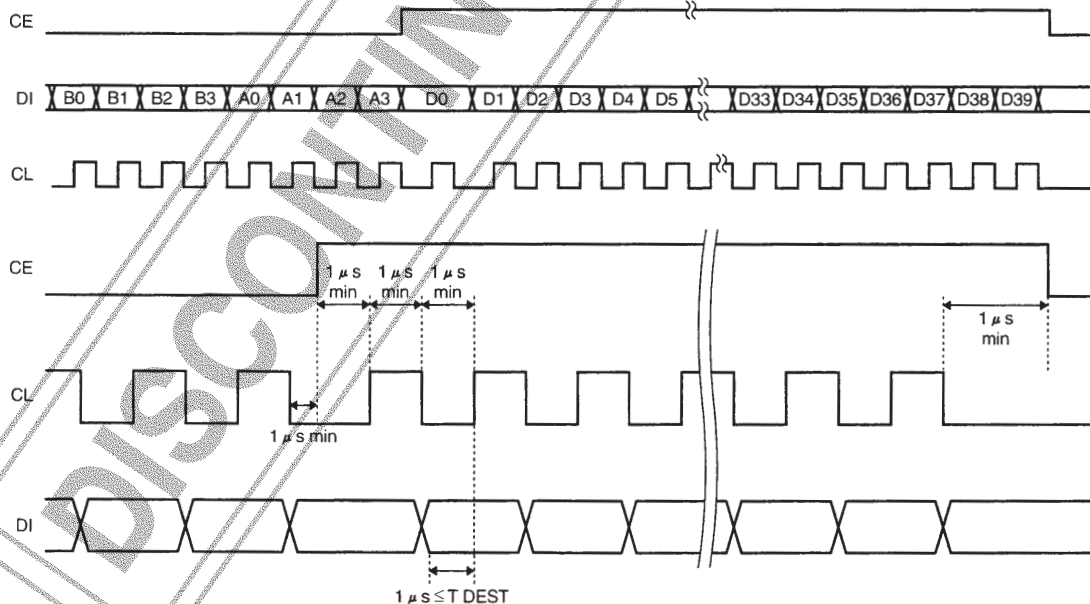 CE
DI B0 B1 B2 B3 A0 A1 A2 A3 D0 D1 D2 D3 D4 D5 D33 D34 D35 D36 D37 D38 D39
CL
CE
1 μs min
1 μs min
1 μs min
1 μs min
CL
1 μs min
DI
1 μs ≤ T DEST
DISCONTIN